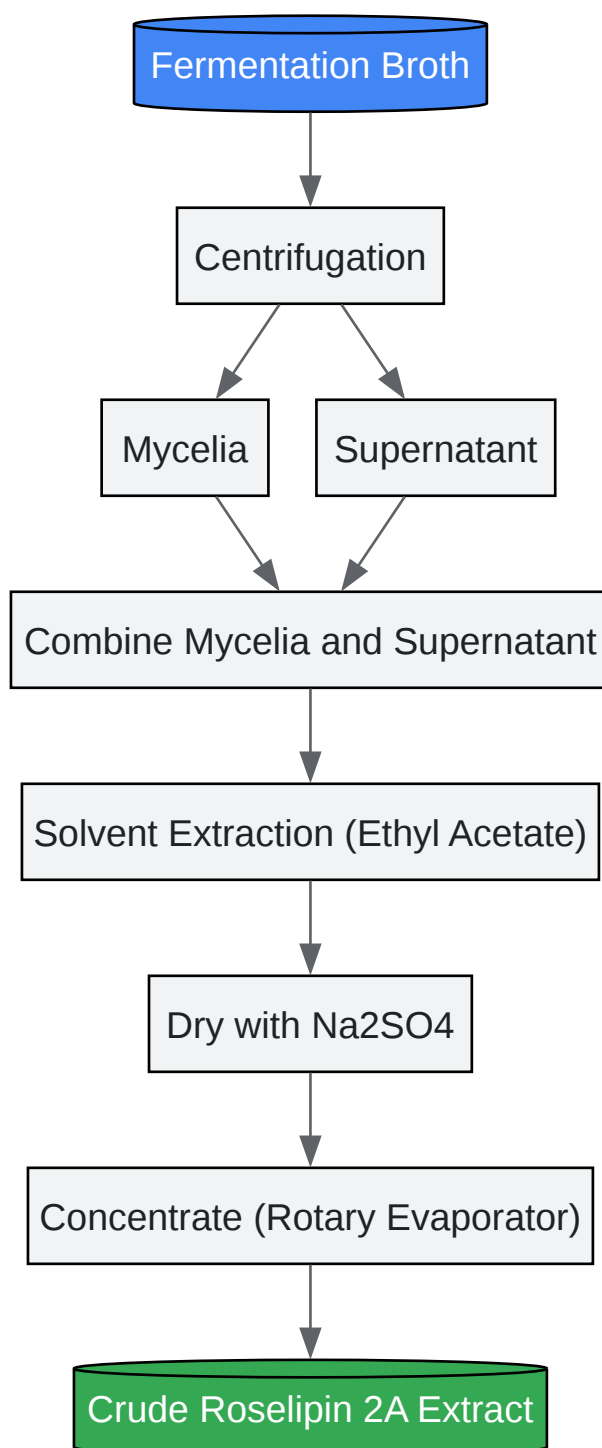 Fermentation Broth
Centrifugation
Mycelia
Supernatant
Combine Mycelia and Supernatant
Solvent Extraction (Ethyl Acetate)
Dry with Na2SO4
Concentrate (Rotary Evaporator)
Crude Roselipin 2A Extract